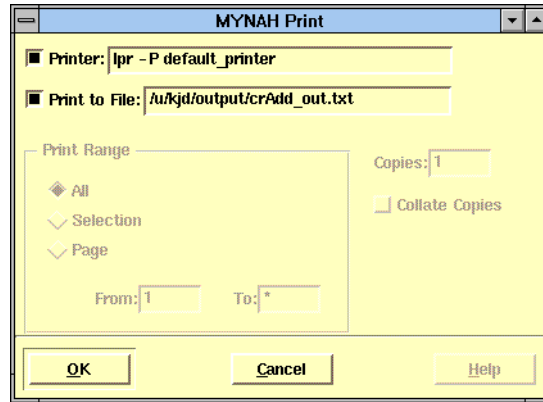 MYNAH Print
Printer: lpr -P default_printer
Print to File: /u/kjd/output/crAdd_out.txt
Print Range
All
Selection
Page
From: 1 To: *
Copies: 1
Collate Copies
OK Cancel Help